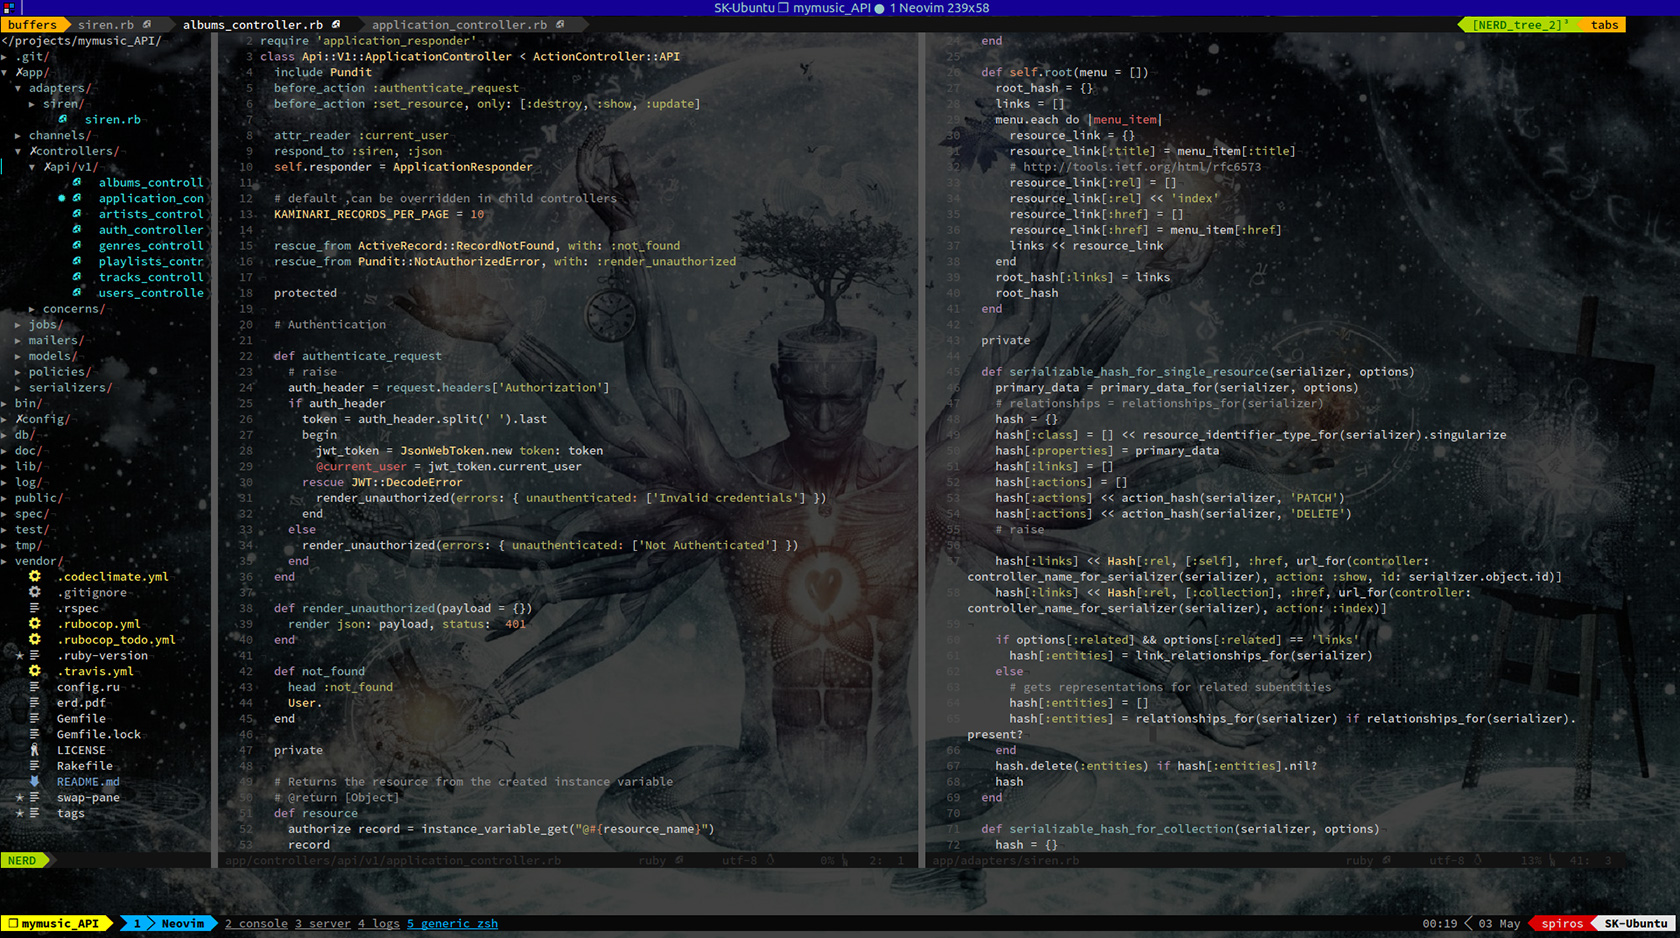 SK-Ubuntu ❐ mymusic_API ● 1 Neovim 239x58
buffers siren.rb albums_controller.rb application_controller.rb [NERD_tree_2]³ tabs
</projects/mymusic_API/
▸ .git/
▾ ✗app/
▾ adapters/
▸ siren/
siren.rb
▸ channels/
▾ ✗controllers/
▾ ✗api/v1/
albums_controll
application_con
artists_control
auth_controller
genres_controll
playlists_contr
tracks_controll
users_controlle
▸ concerns/
▸ jobs/
▸ mailers/
▸ models/
▸ policies/
▸ serializers/
▸ bin/
▸ ✗config/
▸ db/
▸ doc/
▸ lib/
▸ log/
▸ public/
▸ spec/
▸ test/
▸ tmp/
▸ vendor/
.codeclimate.yml
.gitignore
.rspec
.rubocop.yml
.rubocop_todo.yml
.ruby-version
.travis.yml
config.ru
erd.pdf
Gemfile
Gemfile.lock
LICENSE
Rakefile
README.md
swap-pane
tags
NERD
2 require 'application_responder'
3 class Api::V1::ApplicationController < ActionController::API
4 include Pundit
5 before_action :authenticate_request
6 before_action :set_resource, only: [:destroy, :show, :update]
7
8 attr_reader :current_user
9 respond_to :siren, :json
10 self.responder = ApplicationResponder
11
12 # default ,can be overridden in child controllers
13 KAMINARI_RECORDS_PER_PAGE = 10
14
15 rescue_from ActiveRecord::RecordNotFound, with: :not_found
16 rescue_from Pundit::NotAuthorizedError, with: :render_unauthorized
17
18 protected
19
20 # Authentication
21
22 def authenticate_request
23 # raise
24 auth_header = request.headers['Authorization']
25 if auth_header
26 token = auth_header.split(' ').last
27 begin
28 jwt_token = JsonWebToken.new token: token
29 @current_user = jwt_token.current_user
30 rescue JWT::DecodeError
31 render_unauthorized(errors: { unauthenticated: ['Invalid credentials'] })
32 end
33 else
34 render_unauthorized(errors: { unauthenticated: ['Not Authenticated'] })
35 end
36 end
37
38 def render_unauthorized(payload = {})
39 render json: payload, status: 401
40 end
41
42 def not_found
43 head :not_found
44 User.
45 end
46
47 private
48
49 # Returns the resource from the created instance variable
50 # @return [Object]
51 def resource
52 authorize record = instance_variable_get("@#{resource_name}")
53 record
app/controllers/api/v1/application_controller.rb ruby utf-8 0% 2: 1
end
25
26 def self.root(menu = [])
27 root_hash = {}
28 links = []
29 menu.each do |menu_item|
30 resource_link = {}
31 resource_link[:title] = menu_item[:title]
32 # http://tools.ietf.org/html/rfc6573
33 resource_link[:rel] = []
34 resource_link[:rel] << 'index'
35 resource_link[:href] = []
36 resource_link[:href] = menu_item[:href]
37 links << resource_link
38 end
39 root_hash[:links] = links
40 root_hash
41 end
42
43 private
44
45 def serializable_hash_for_single_resource(serializer, options)
46 primary_data = primary_data_for(serializer, options)
47 # relationships = relationships_for(serializer)
48 hash = {}
49 hash[:class] = [] << resource_identifier_type_for(serializer).singularize
50 hash[:properties] = primary_data
51 hash[:links] = []
52 hash[:actions] = []
53 hash[:actions] << action_hash(serializer, 'PATCH')
54 hash[:actions] << action_hash(serializer, 'DELETE')
55 # raise
56
57 hash[:links] << Hash[:rel, [:self], :href, url_for(controller:
controller_name_for_serializer(serializer), action: :show, id: serializer.object.id)]
58 hash[:links] << Hash[:rel, [:collection], :href, url_for(controller:
controller_name_for_serializer(serializer), action: :index)]
59
60 if options[:related] && options[:related] == 'links'
61 hash[:entities] = link_relationships_for(serializer)
62 else
63 # gets representations for related subentities
64 hash[:entities] = []
65 hash[:entities] = relationships_for(serializer) if relationships_for(serializer).
present?
66 end
67 hash.delete(:entities) if hash[:entities].nil?
68 hash
69 end
70
71 def serializable_hash_for_collection(serializer, options)
72 hash = {}
app/adapters/siren.rb ruby utf-8 13% 41: 3
❐ mymusic_API 1 Neovim 2 console 3 server 4 logs 5 generic zsh 00:19 03 May spiros SK-Ubuntu